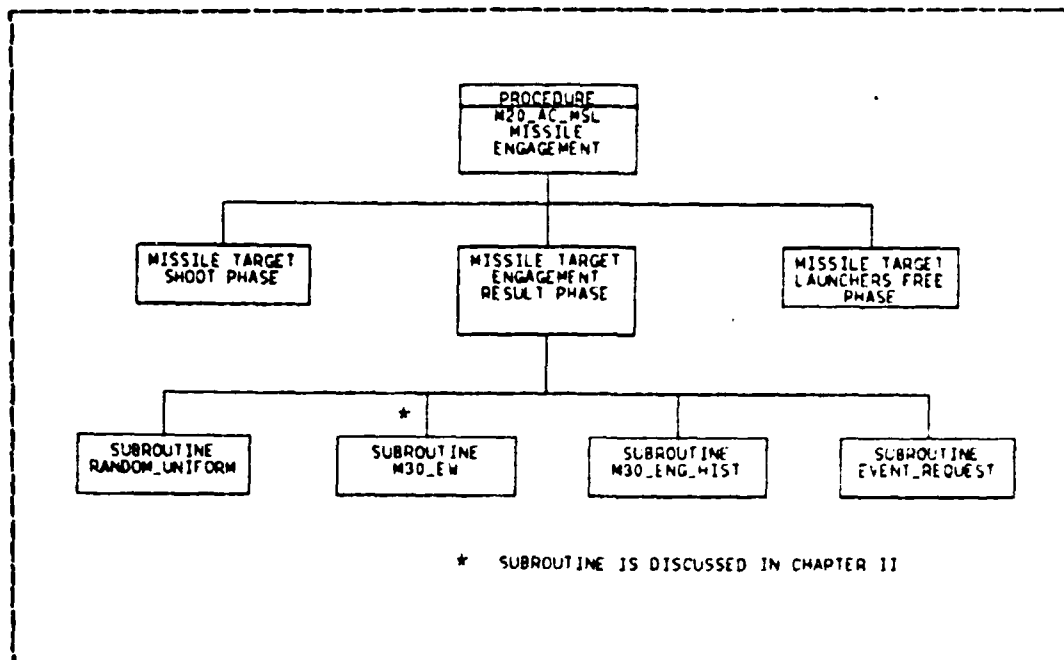 PROCEDURE
M20_AC_MSL
MISSILE
ENGAGEMENT
MISSILE TARGET
SHOOT PHASE
MISSILE TARGET
ENGAGEMENT
RESULT PHASE
MISSILE TARGET
LAUNCHERS FREE
PHASE
*
SUBROUTINE
RANDOM_UNIFORM
SUBROUTINE
M30_EW
SUBROUTINE
M30_ENG_HIST
SUBROUTINE
EVENT_REQUEST
* SUBROUTINE IS DISCUSSED IN CHAPTER II